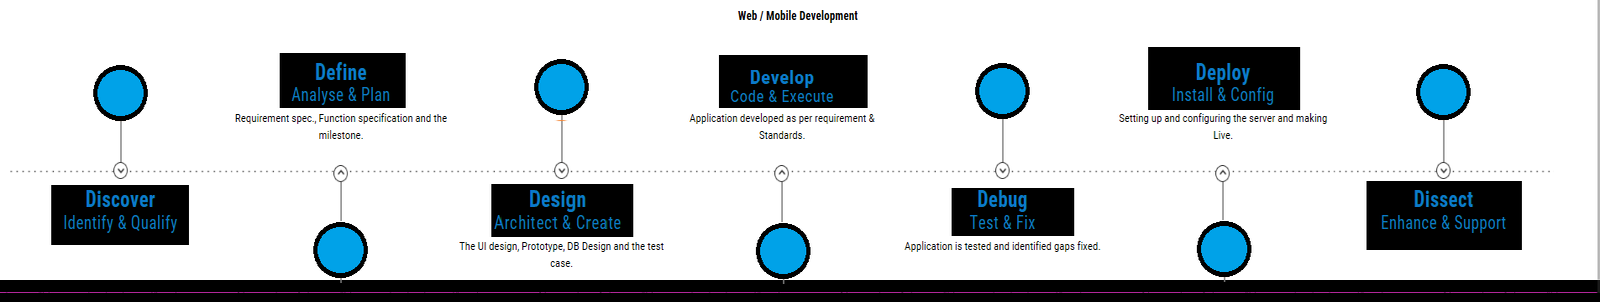 Web / Mobile Development
Discover
Identify & Qualify
Define
Analyse & Plan
Requirement spec., Function specification and the
milestone.
Design
Architect & Create
The UI design, Prototype, DB Design and the test
case.
Develop
Code & Execute
Application developed as per requirement &
Standards.
Debug
Test & Fix
Application is tested and identified gaps fixed.
Deploy
Install & Config
Setting up and configuring the server and making
Live.
Dissect
Enhance & Support